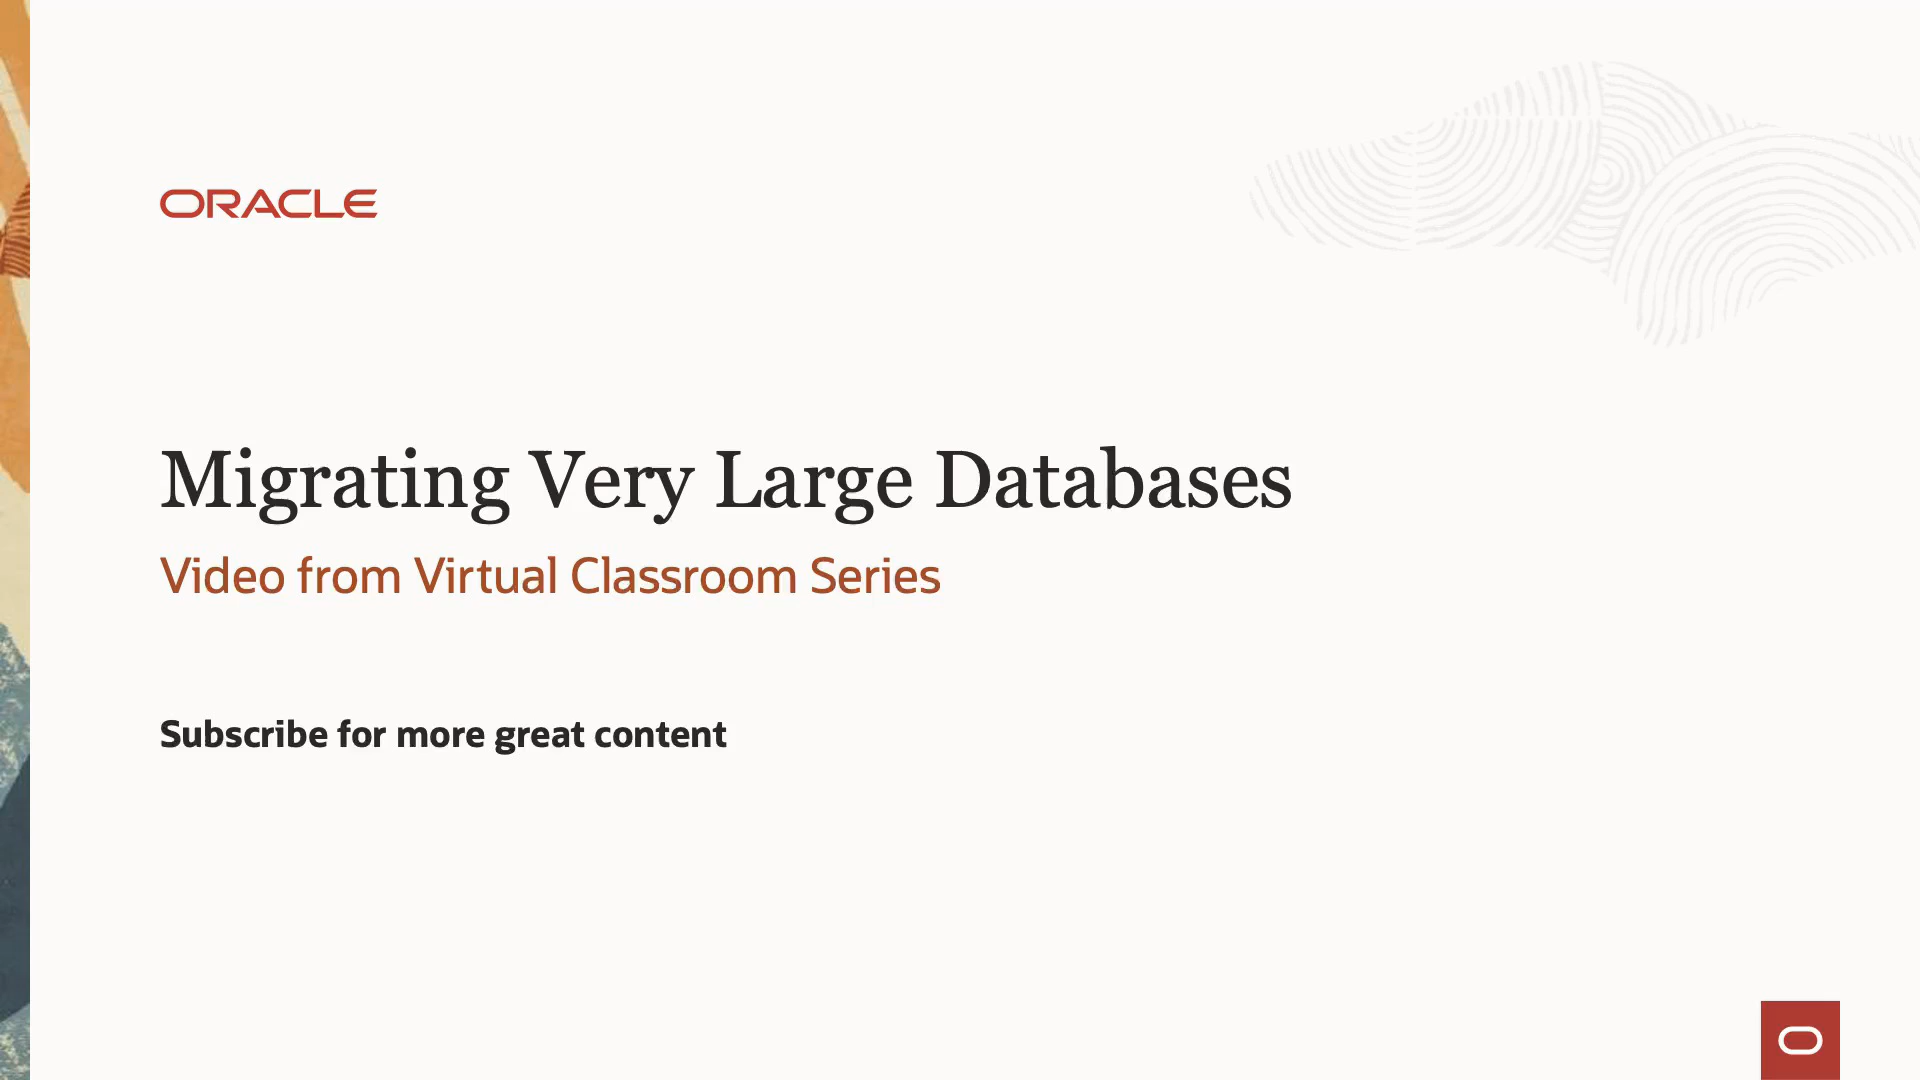 ORACLE
Migrating Very Large Databases
Video from Virtual Classroom Series
Subscribe for more great content